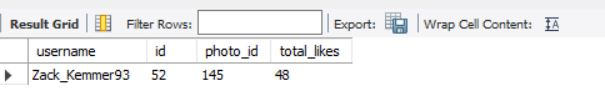 Result Grid Filter Rows: Export: Wrap Cell Content:
username id photo_id total_likes
Zack_Kemmer93 52 145 48